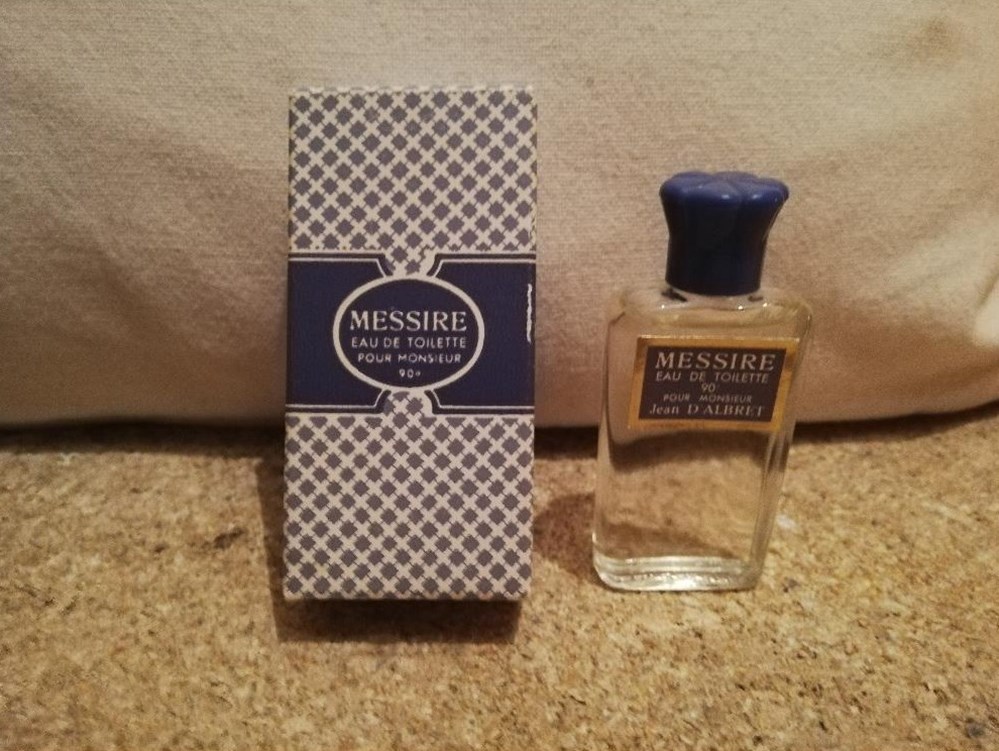 MESSIRE
EAU DE TOILETTE
POUR MONSIEUR
90°
MESSIRE
EAU DE TOILETTE
90°
POUR MONSIEUR
Jean D'ALBRET